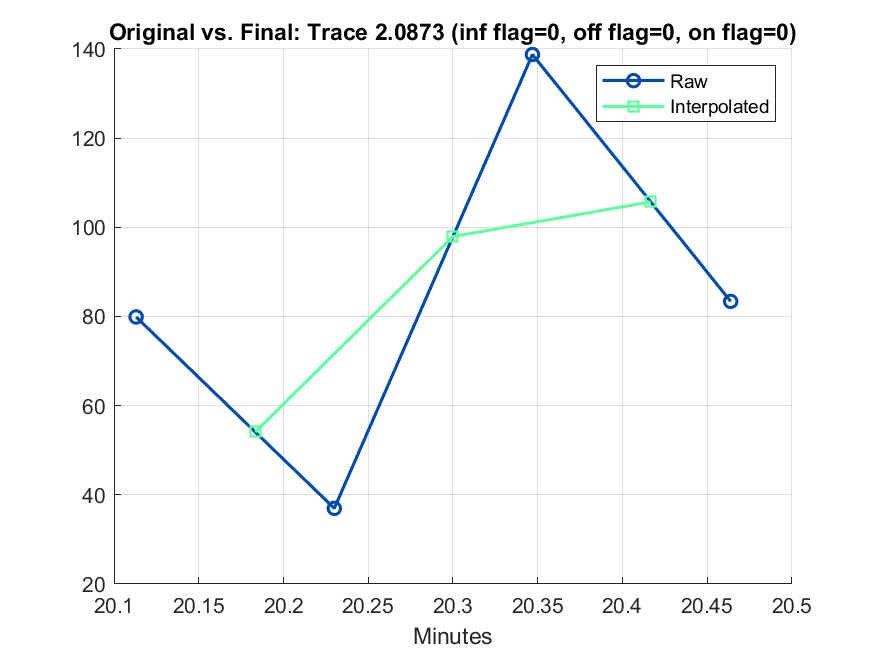 Original vs. Final: Trace 2.0873 (inf flag=0, off flag=0, on flag=0)
140
Raw
Interpolated
120
100
80
60
40
20
20.1 20.15 20.2 20.25 20.3 20.35 20.4 20.45 20.5
Minutes